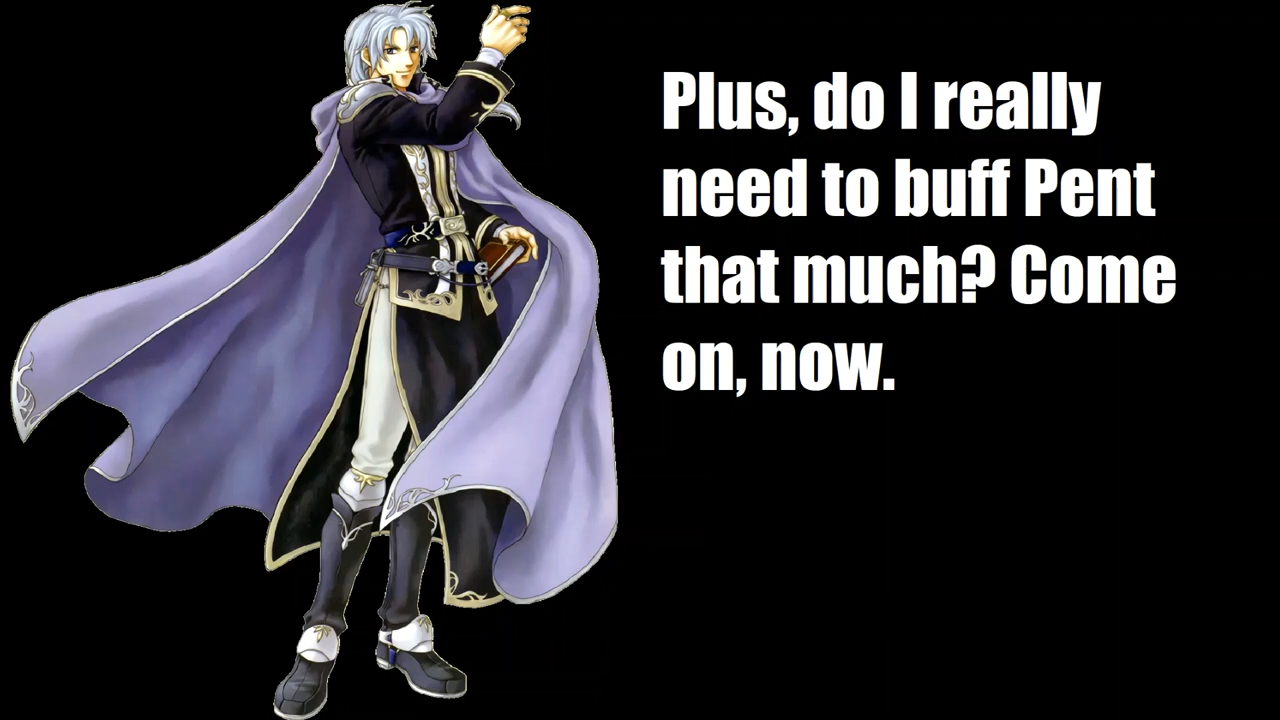 Plus, do I really
need to buff Pent
that much? Come
on, now.